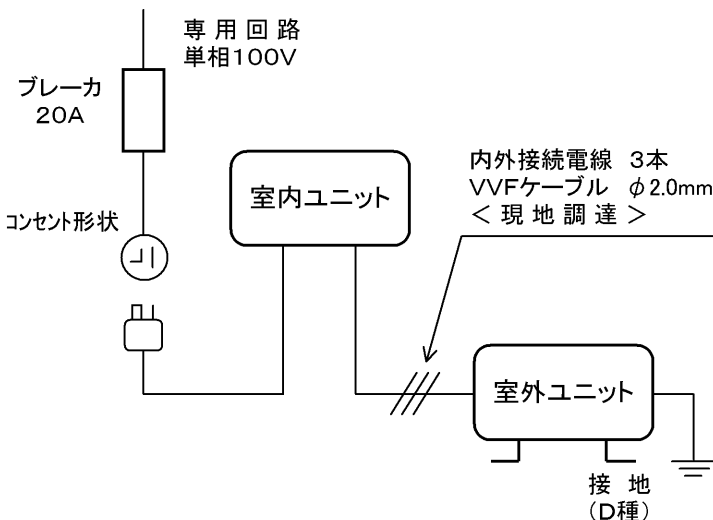 専用回路
単相100V
ブレーカ
20A
コンセント形状
室内ユニット
内外接続電線 3本
VVFケーブル φ2.0mm
＜現地調達＞
室外ユニット
接地
(D種)